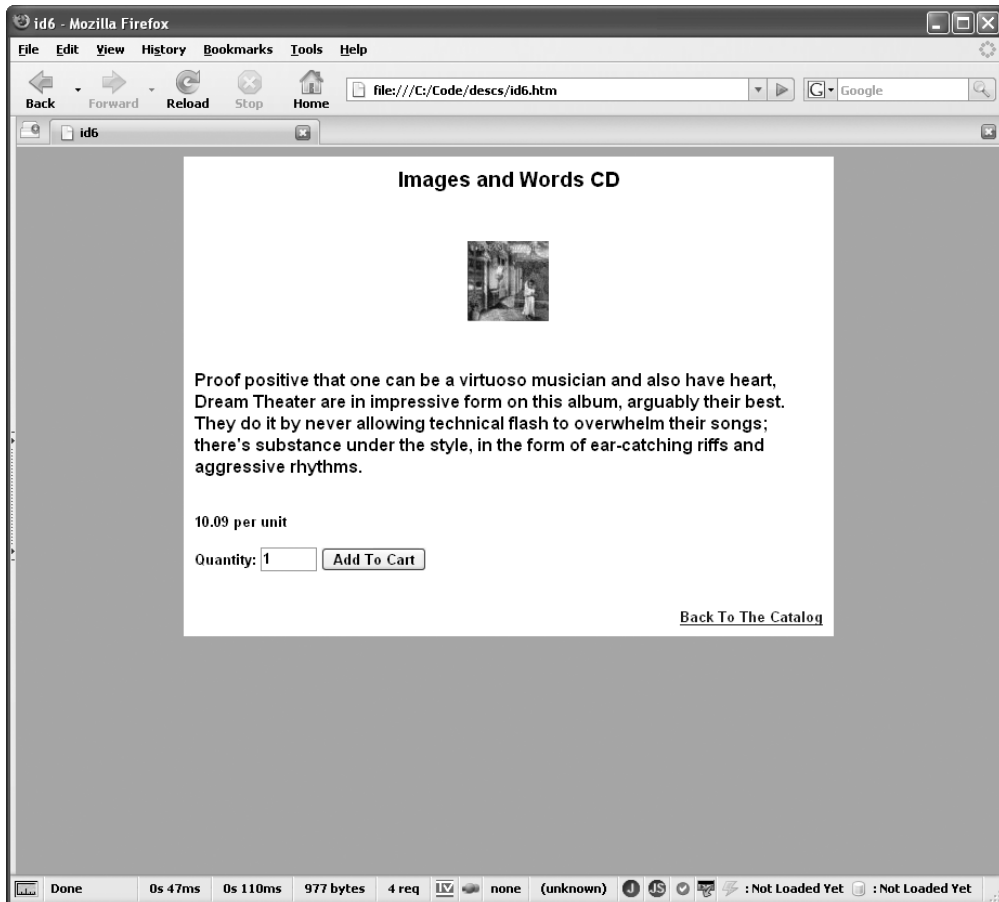 id6 - Mozilla Firefox
File Edit View History Bookmarks Tools Help
Back Forward Reload Stop Home file:///C:/Code/descs/id6.htm G Google
id6
Images and Words CD
Proof positive that one can be a virtuoso musician and also have heart,
Dream Theater are in impressive form on this album, arguably their best.
They do it by never allowing technical flash to overwhelm their songs;
there's substance under the style, in the form of ear-catching riffs and
aggressive rhythms.
10.09 per unit
Quantity: 1 Add To Cart
Back To The Catalog
Done 0s 47ms 0s 110ms 977 bytes 4 req none (unknown) J JS : Not Loaded Yet : Not Loaded Yet